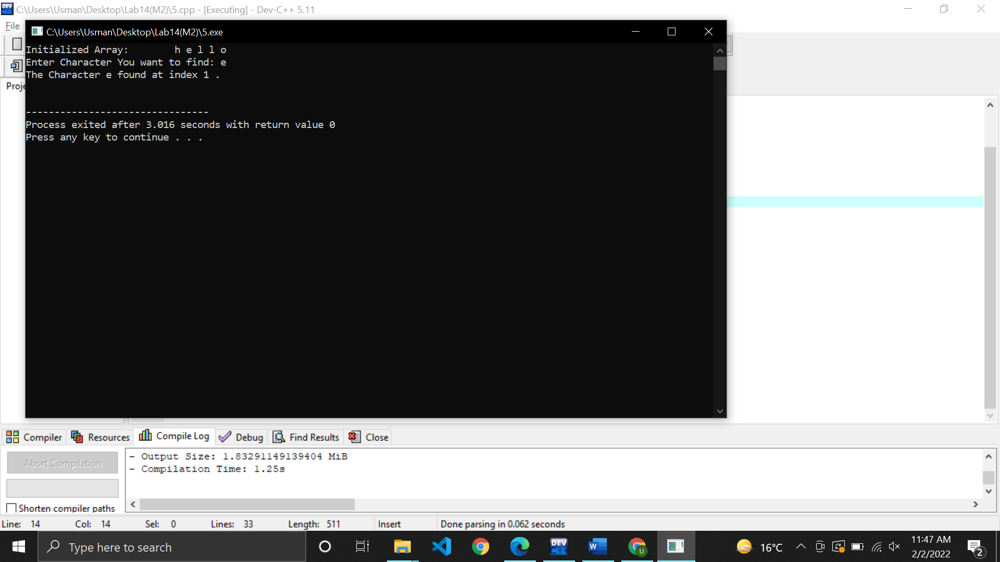 C:\Users\Usman\Desktop\Lab14(M2)\5.cpp - [Executing] - Dev-C++ 5.11
File
C:\Users\Usman\Desktop\Lab14(M2)\5.exe
Initialized Array:        h e l l o
Enter Character You want to find: e
The Character e found at index 1 .
Proje
--------------------------------
Process exited after 3.016 seconds with return value 0
Press any key to continue . . .
Compiler Resources Compile Log Debug Find Results Close
Abort Compilation
- Output Size: 1.83291149139404 MiB
- Compilation Time: 1.25s
Shorten compiler paths
Line: 14 Col: 14 Sel: 0 Lines: 33 Length: 511 Insert Done parsing in 0.062 seconds
Type here to search
DEV C++
W
U
16°C
11:47 AM
2/2/2022
2